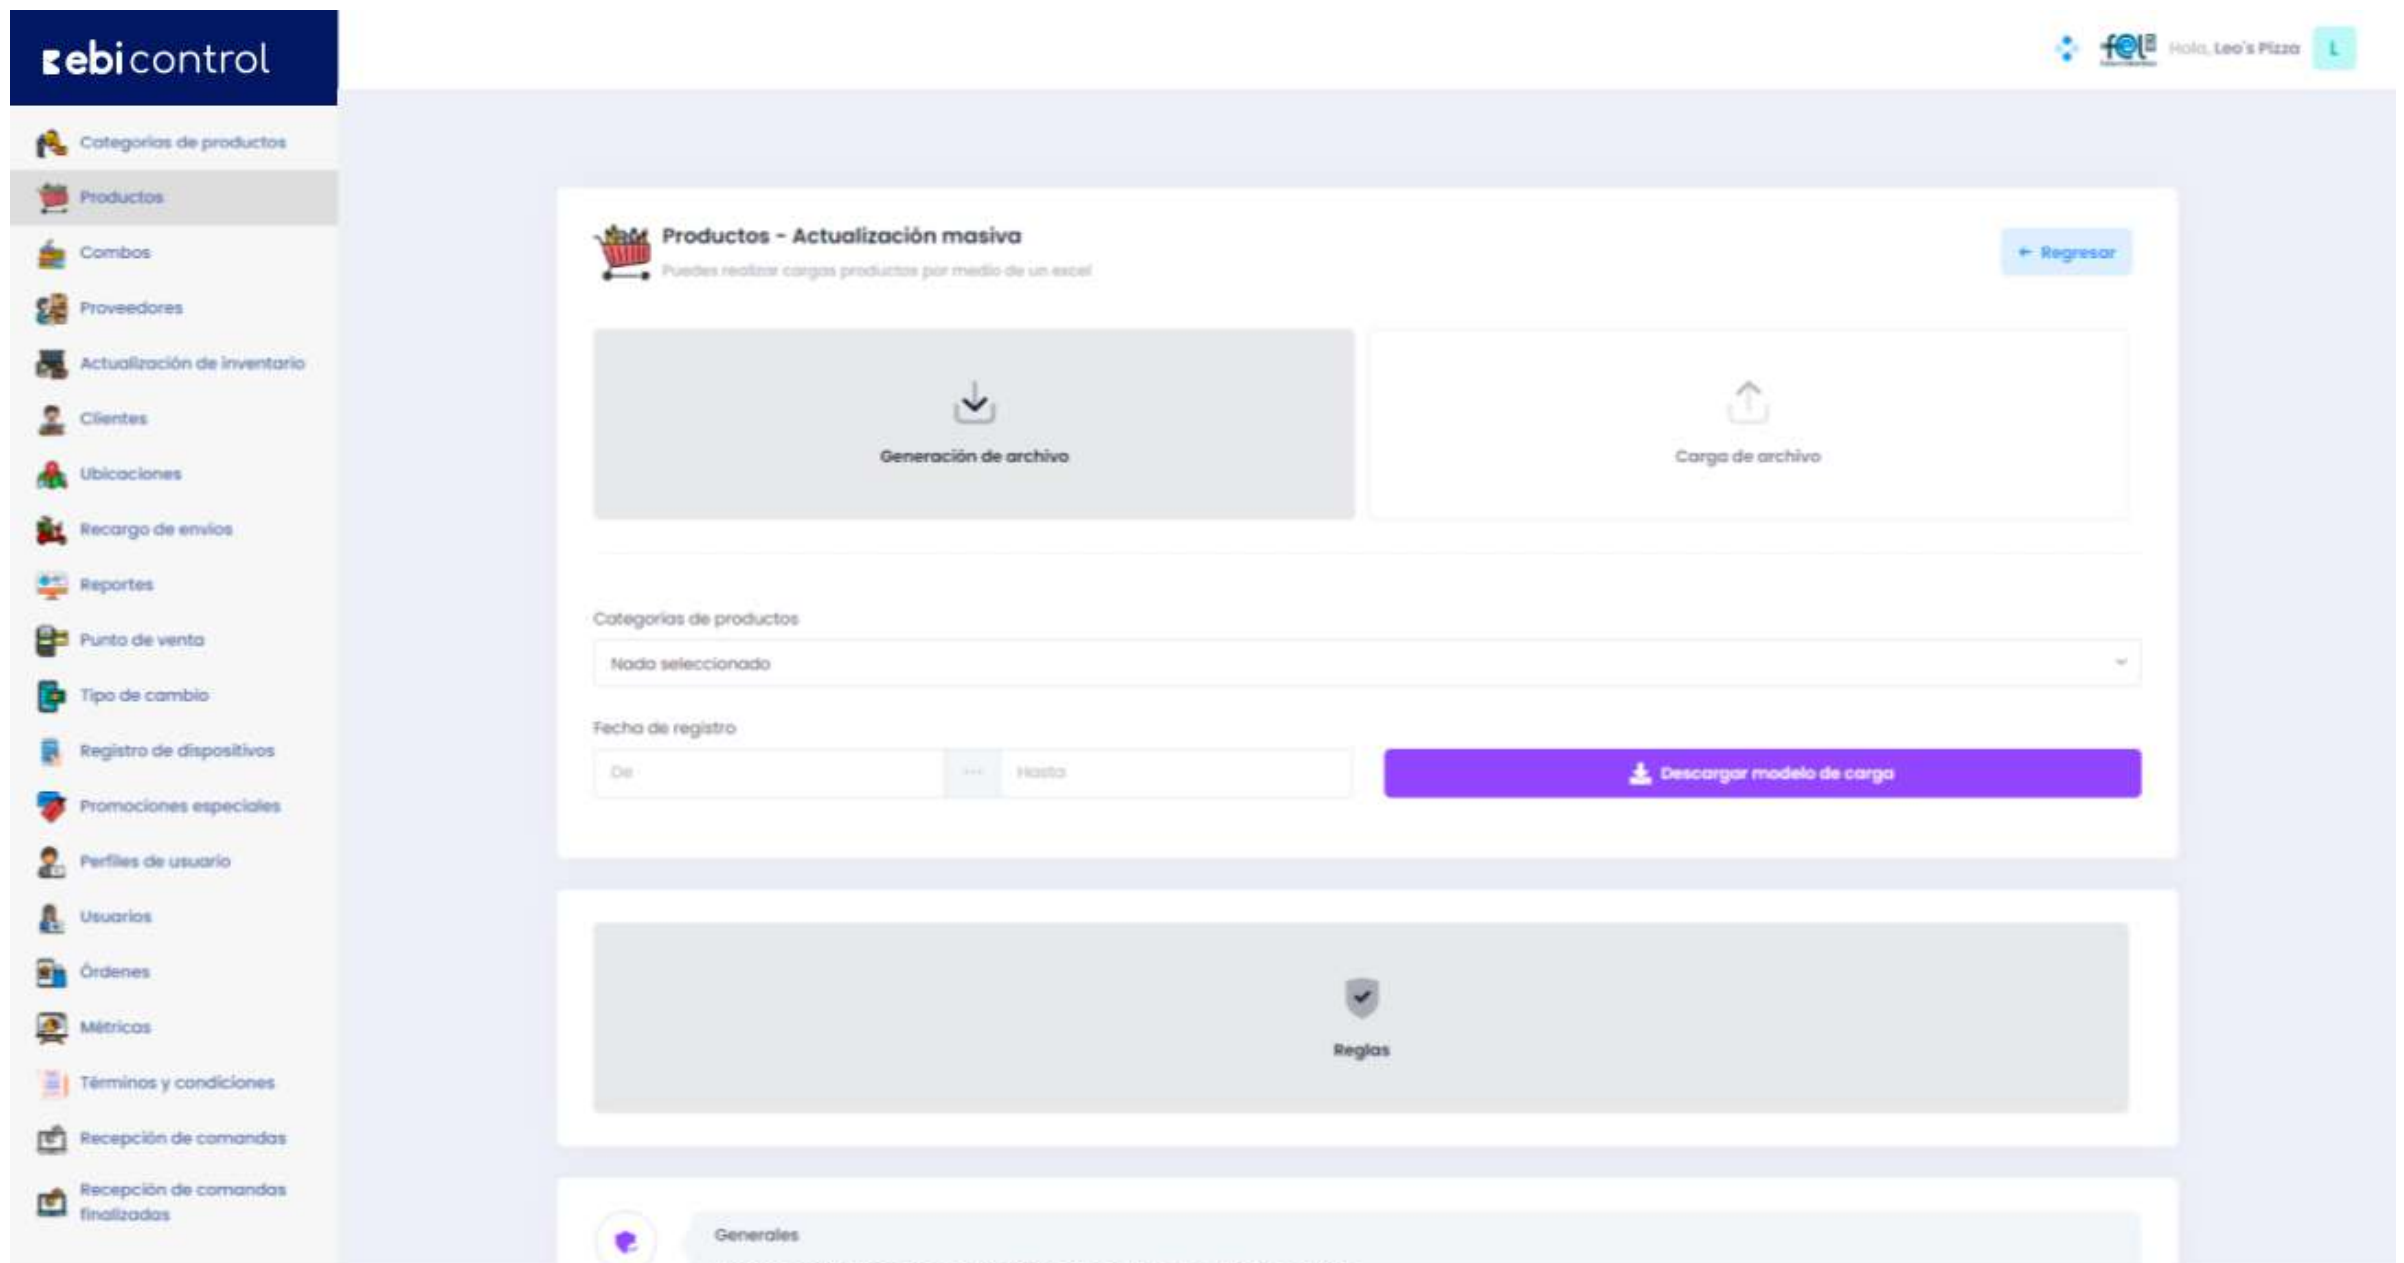 ebi control
fel
Hola, Leo's Pizza
L
Categorías de productos
Productos
Combos
Proveedores
Actualización de inventario
Clientes
Ubicaciones
Recargo de envíos
Reportes
Punto de venta
Tipo de cambio
Registro de dispositivos
Promociones especiales
Perfiles de usuario
Usuarios
Órdenes
Métricas
Términos y condiciones
Recepción de comandas
Recepción de comandas
finalizadas
Productos - Actualización masiva
Puedes realizar cargas productos por medio de un excel
← Regresar
Generación de archivo
Carga de archivo
Categorías de productos
Nada seleccionado
Fecha de registro
De
...
Hasta
Descargar modelo de carga
Reglas
Generales